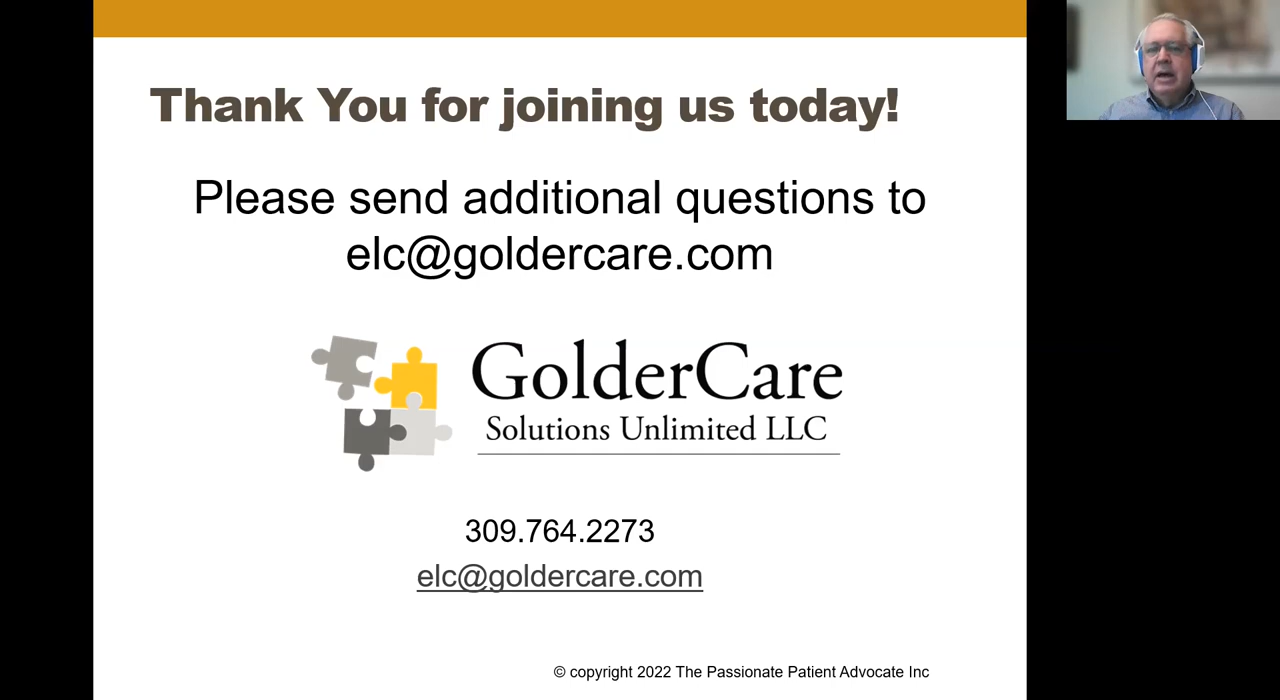 Thank You for joining us today!
Please send additional questions to
elc@goldercare.com
GolderCare
Solutions Unlimited LLC
309.764.2273
elc@goldercare.com
© copyright 2022 The Passionate Patient Advocate Inc